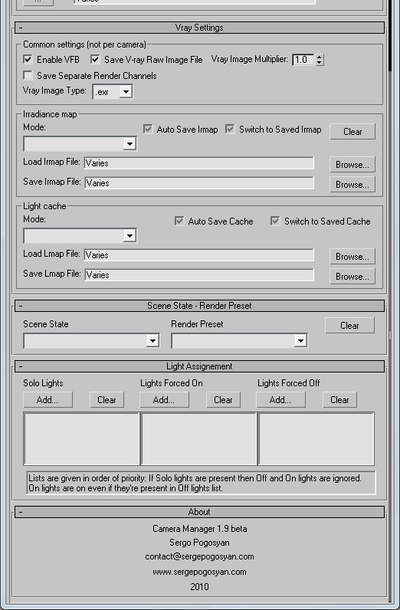 ...
Varies
- Vray Settings
Common settings (not per camera)
Enable VFB Save V-ray Raw Image File Vray Image Multiplier: 1.0
Save Separate Render Channels
Vray Image Type: .exr
Irradiance map
Mode: Auto Save Irmap Switch to Saved Irmap Clear
Load Irmap File: Varies Browse...
Save Irmap File: Varies Browse...
Light cache
Mode: Auto Save Cache Switch to Saved Cache
Load Lmap File: Varies Browse...
Save Lmap File: Varies Browse...
- Scene State - Render Preset
Scene State Render Preset Clear
- Light Assignement
Solo Lights Lights Forced On Lights Forced Off
Add... Clear Add... Clear Add... Clear
Lists are given in order of priority: If Solo lights are present then Off and On lights are ignored.
On lights are on even if they're present in Off lights list.
- About
Camera Manager 1.9 beta
Sergo Pogosyan
contact@sergepogosyan.com
www.sergepogosyan.com
2010